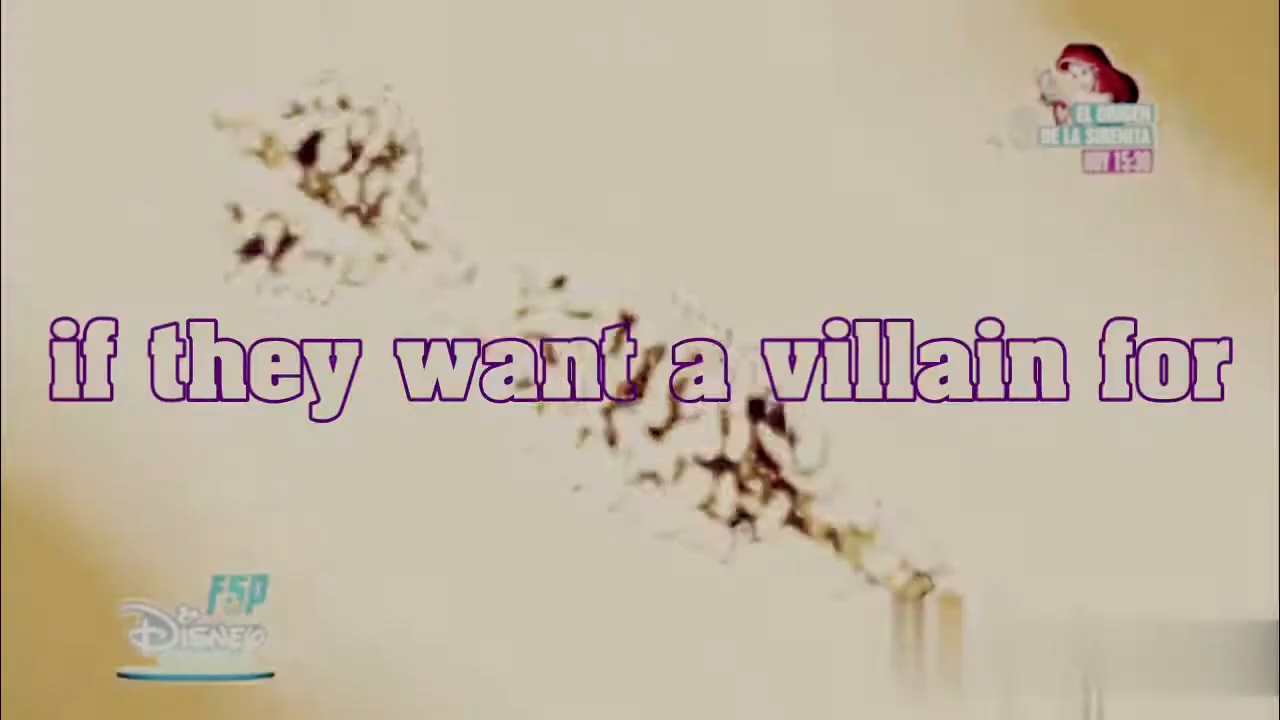 EL ORIGEN
DE LA SIRENITA
HOY 15:30
if they want a villain for
FSP
Disney